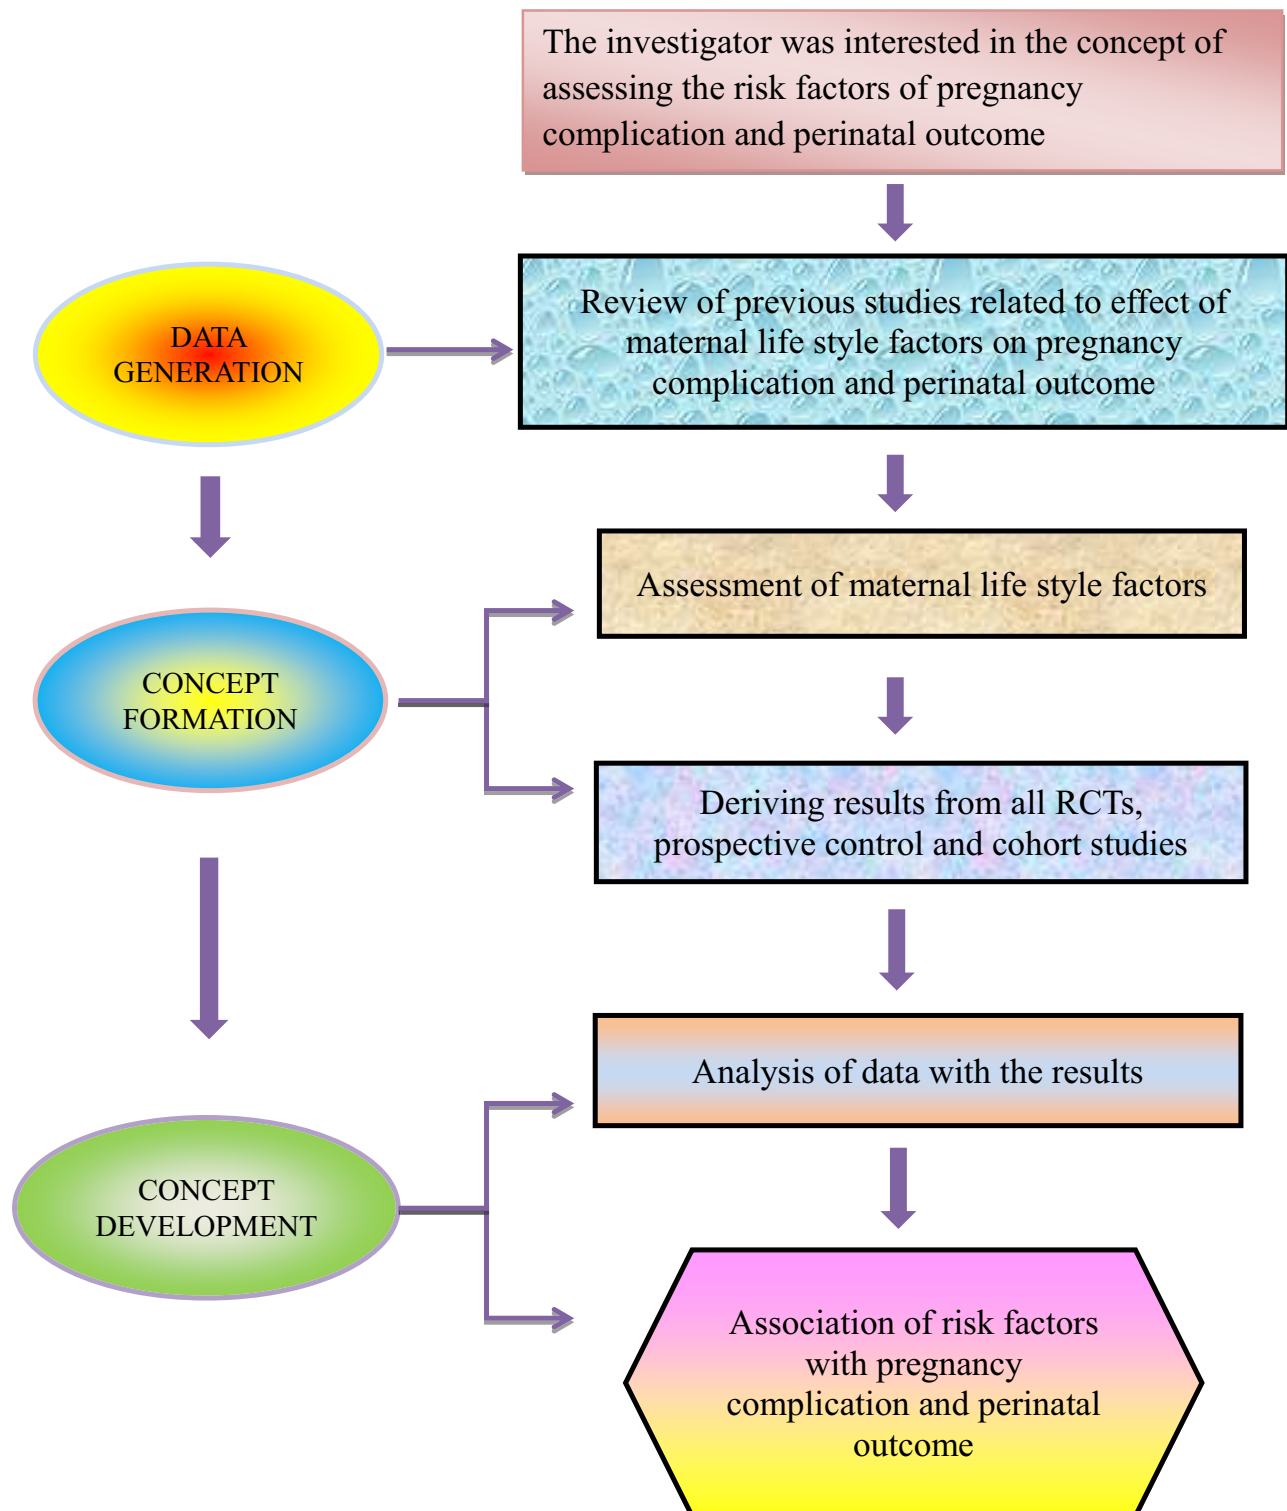 The investigator was interested in the concept of
assessing the risk factors of pregnancy
complication and perinatal outcome
DATA
GENERATION
Review of previous studies related to effect of
maternal life style factors on pregnancy
complication and perinatal outcome
CONCEPT
FORMATION
Assessment of maternal life style factors
Deriving results from all RCTs,
prospective control and cohort studies
CONCEPT
DEVELOPMENT
Analysis of data with the results
Association of risk factors
with pregnancy
complication and perinatal
outcome